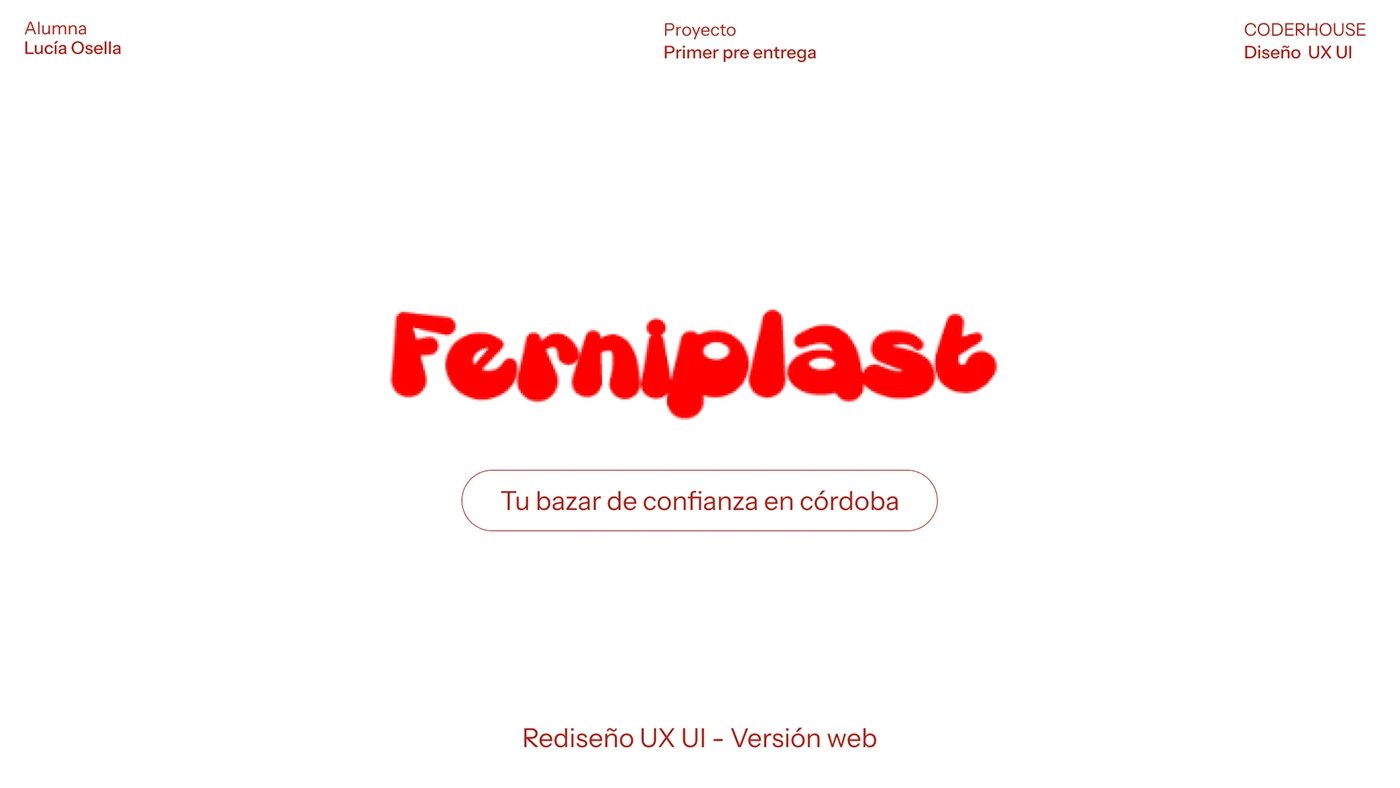 Alumna
Lucía Osella
Proyecto
Primer pre entrega
CODERHOUSE
Diseño UX UI
Ferniplast
Tu bazar de confianza en córdoba
Rediseño UX UI - Versión web